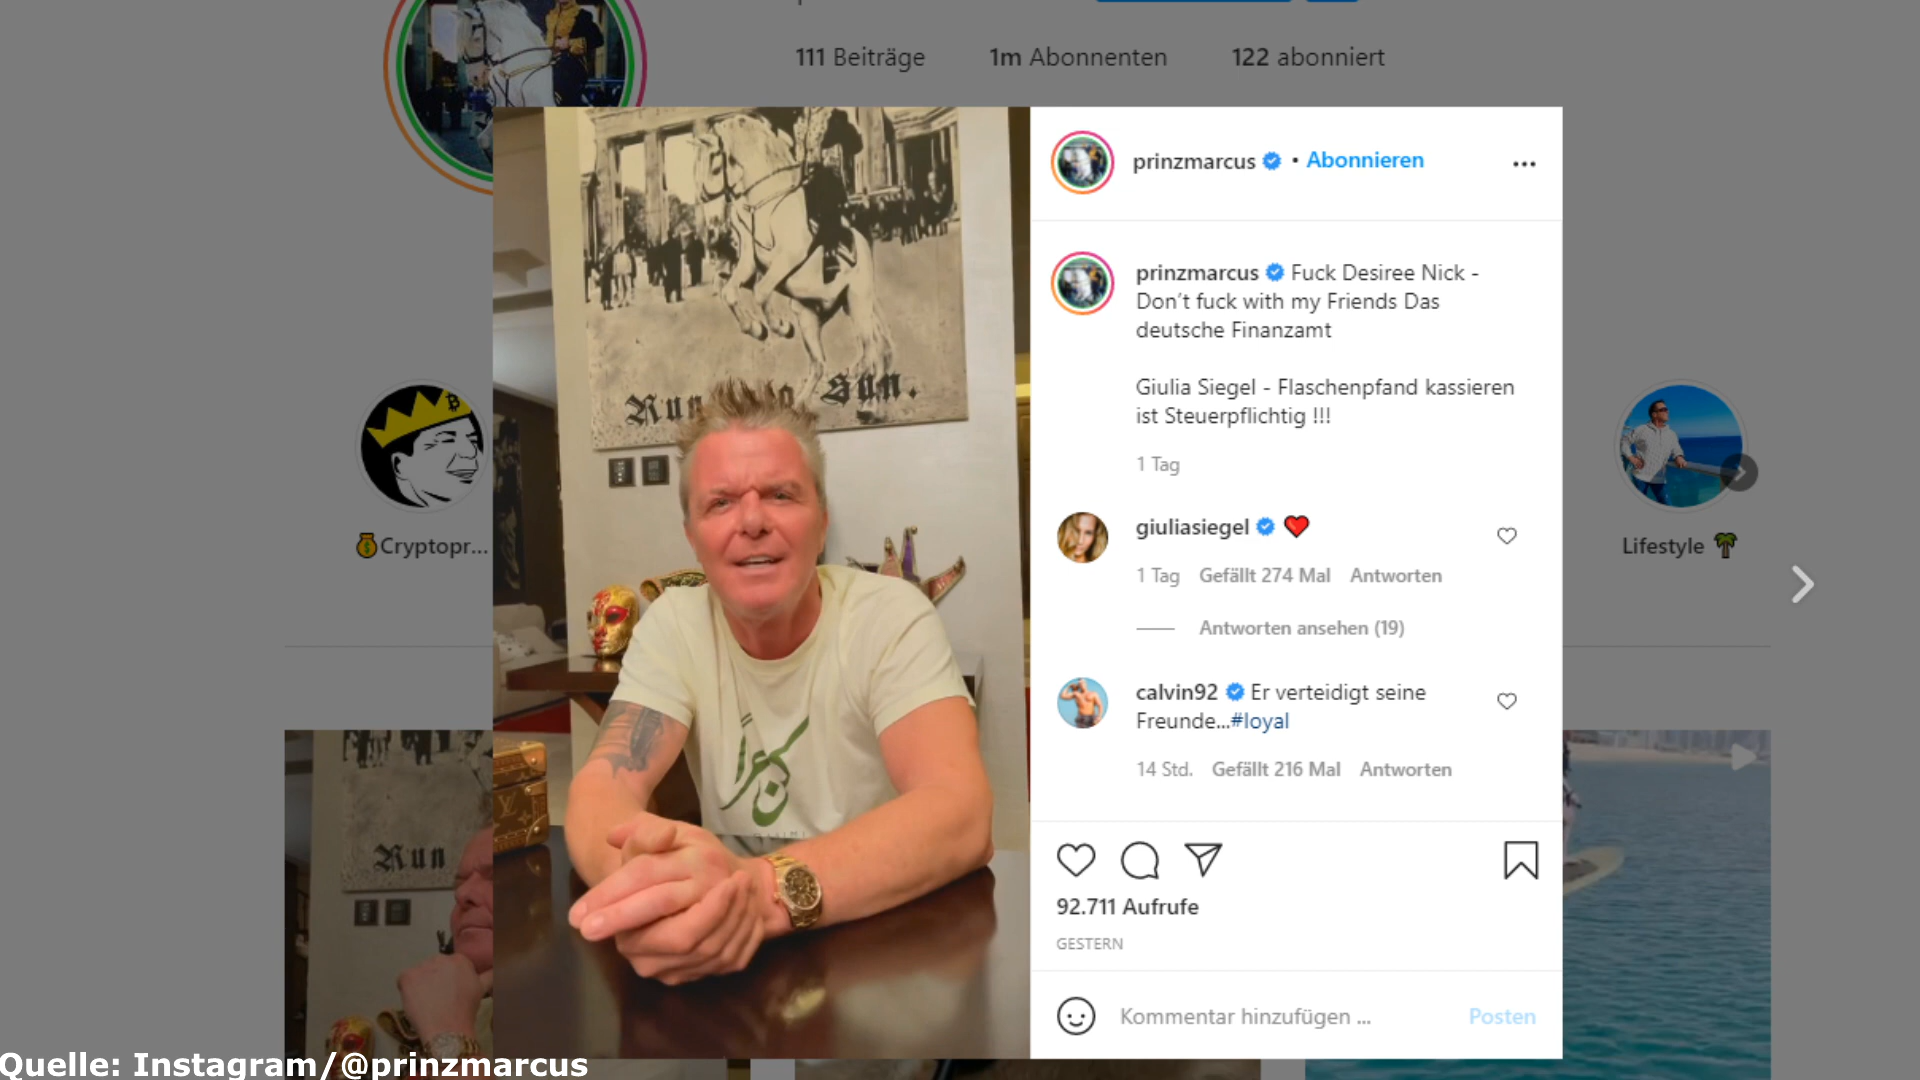 111 Beiträge 1m Abonnenten 122 abonniert
prinzmarcus • Abonnieren
prinzmarcus Fuck Desiree Nick -
Don't fuck with my Friends Das
deutsche Finanzamt
Giulia Siegel - Flaschenpfand kassieren
ist Steuerpflichtig !!!
1 Tag
giuliasiegel ❤️
1 Tag Gefällt 274 Mal Antworten
Antworten ansehen (19)
calvin92 Er verteidigt seine
Freunde...#loyal
14 Std. Gefällt 216 Mal Antworten
92.711 Aufrufe
GESTERN
Kommentar hinzufügen ... Posten
💰Cryptopr...
Lifestyle 🌴
Run
sun.
Run
Quelle: Instagram/@prinzmarcus